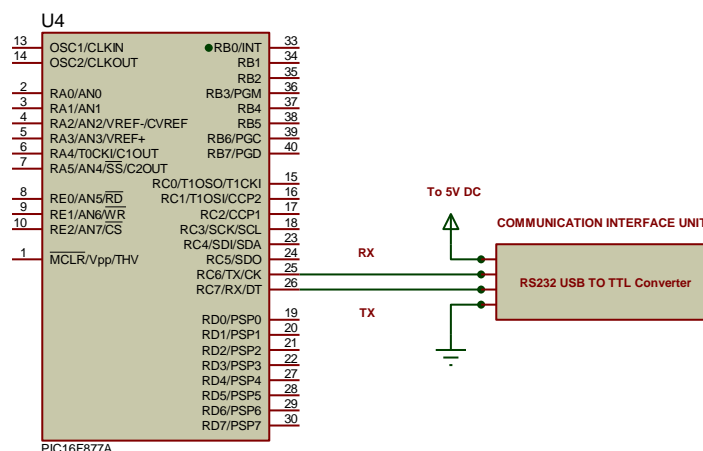 U4
13 OSC1/CLKIN
14 OSC2/CLKOUT
2 RA0/AN0
3 RA1/AN1
4 RA2/AN2/VREF-/CVREF
5 RA3/AN3/VREF+
6 RA4/T0CKI/C1OUT
7 RA5/AN4/SS/C2OUT
8 RE0/AN5/RD
9 RE1/AN6/WR
10 RE2/AN7/CS
1 MCLR/Vpp/THV
RB0/INT 33
RB1 34
RB2 35
RB3/PGM 36
RB4 37
RB5 38
RB6/PGC 39
RB7/PGD 40
RC0/T1OSO/T1CKI 15
RC1/T1OSI/CCP2 16
RC2/CCP1 17
RC3/SCK/SCL 18
RC4/SDI/SDA 23
RC5/SDO 24
RC6/TX/CK 25
RC7/RX/DT 26
RD0/PSP0 19
RD1/PSP1 20
RD2/PSP2 21
RD3/PSP3 22
RD4/PSP4 27
RD5/PSP5 28
RD6/PSP6 29
RD7/PSP7 30
PIC16F877A
To 5V DC
RX
TX
COMMUNICATION INTERFACE UNIT
RS232 USB TO TTL Converter